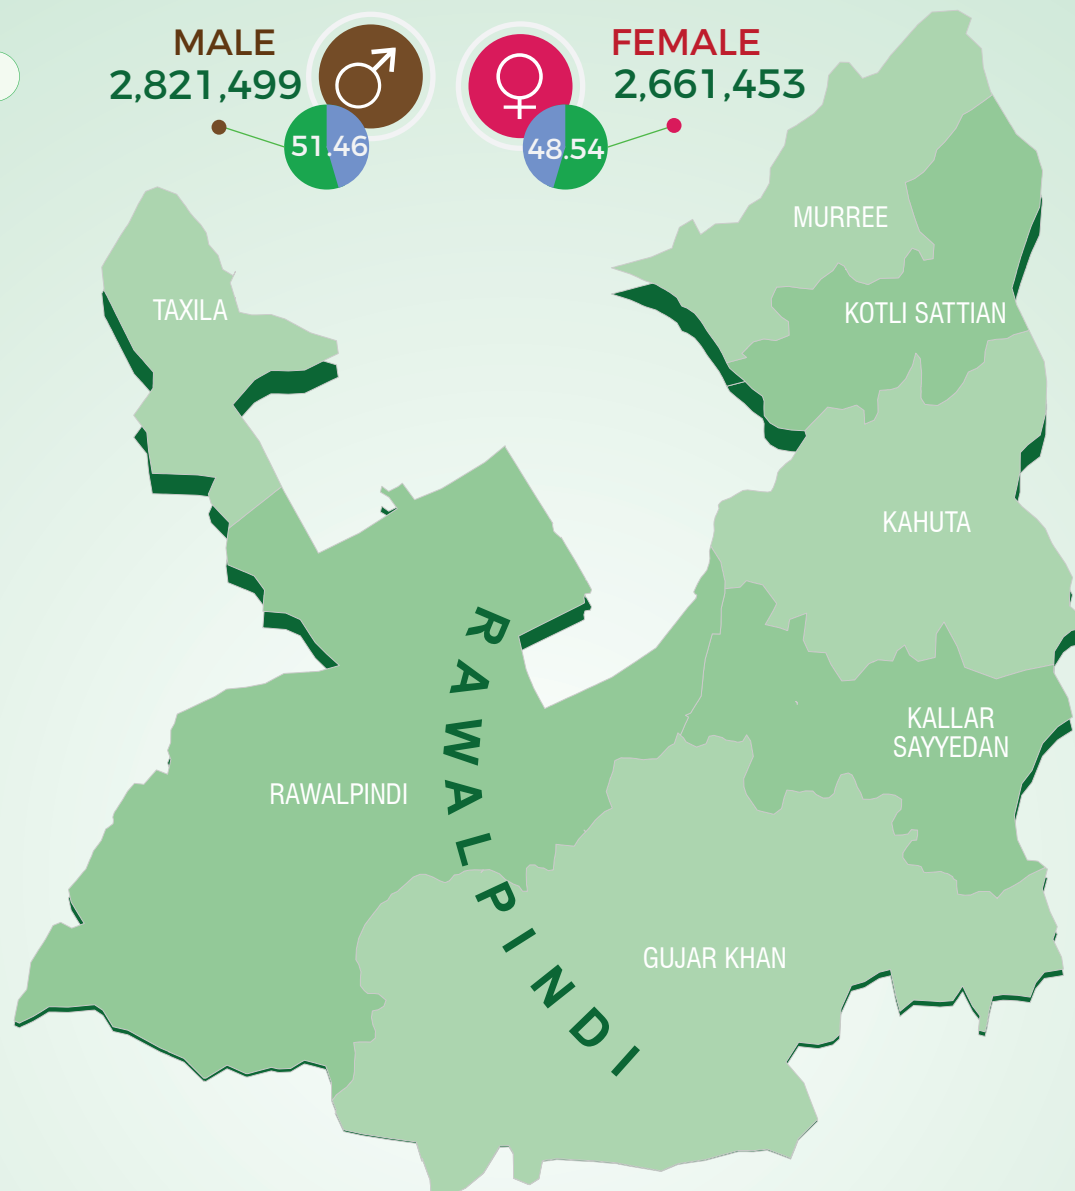 MALE
2,821,499
51.46
FEMALE
2,661,453
48.54
MURREE
TAXILA
KOTLI SATTIAN
KAHUTA
KALLAR
SAYYEDAN
RAWALPINDI
RAWALPINDI
GUJAR KHAN